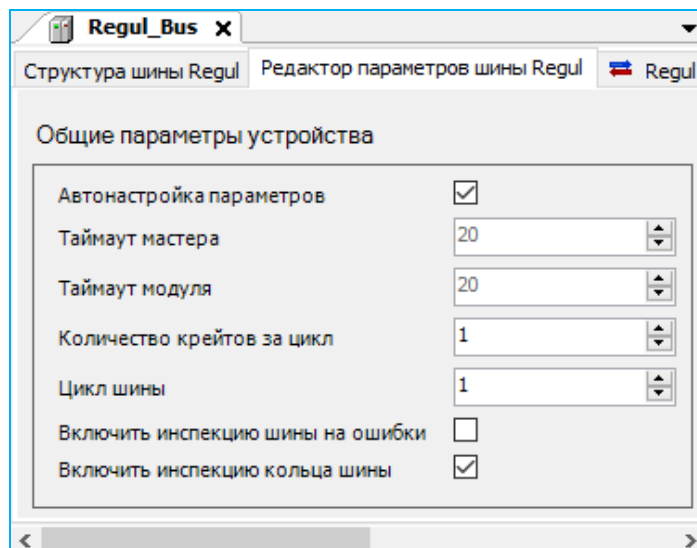 Regul_Bus
Структура шины Regul Редактор параметров шины Regul Regul
Общие параметры устройства
Автонастройка параметров
Таймаут мастера 20
Таймаут модуля 20
Количество крейтов за цикл 1
Цикл шины 1
Включить инспекцию шины на ошибки
Включить инспекцию кольца шины